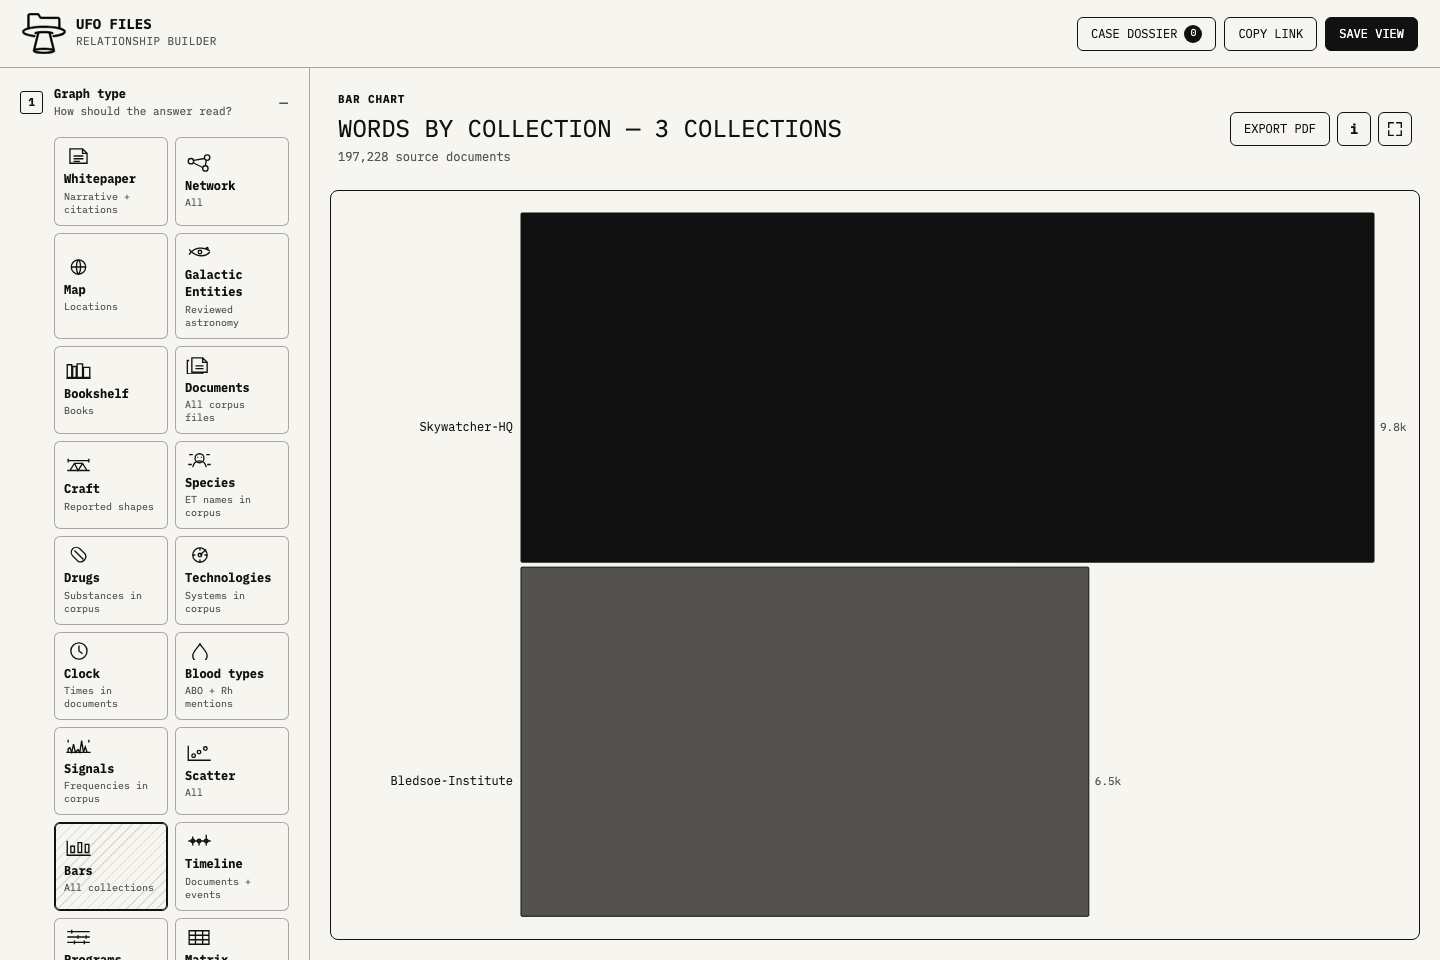 UFO FILES
RELATIONSHIP BUILDER
CASE DOSSIER 0
COPY LINK
SAVE VIEW
1
Graph type
How should the answer read?
—
Whitepaper
Narrative +
citations
Network
All
Map
Locations
Galactic
Entities
Reviewed
astronomy
Bookshelf
Books
Documents
All corpus
files
Craft
Reported shapes
Species
ET names in
corpus
Drugs
Substances in
corpus
Technologies
Systems in
corpus
Clock
Times in
documents
Blood types
ABO + Rh
mentions
Signals
Frequencies in
corpus
Scatter
All
Bars
All collections
Timeline
Documents +
events
Programs
Matrix
BAR CHART
WORDS BY COLLECTION — 3 COLLECTIONS
197,228 source documents
EXPORT PDF
i
Skywatcher-HQ
9.8k
Bledsoe-Institute
6.5k